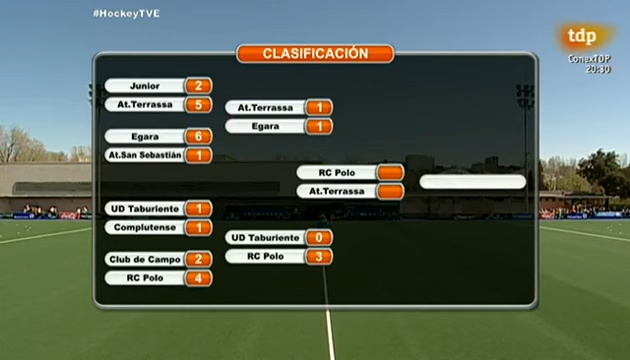 #HockeyTVE
tdp
ConexTDP
20:30
CLASIFICACIÓN
Junior 2
At.Terrassa 5
At.Terrassa 1
Egara 1
Egara 6
At.San Sebastián 1
RC Polo
At.Terrassa
UD Taburiente 1
Complutense 1
UD Taburiente 0
RC Polo 3
Club de Campo 2
RC Polo 4